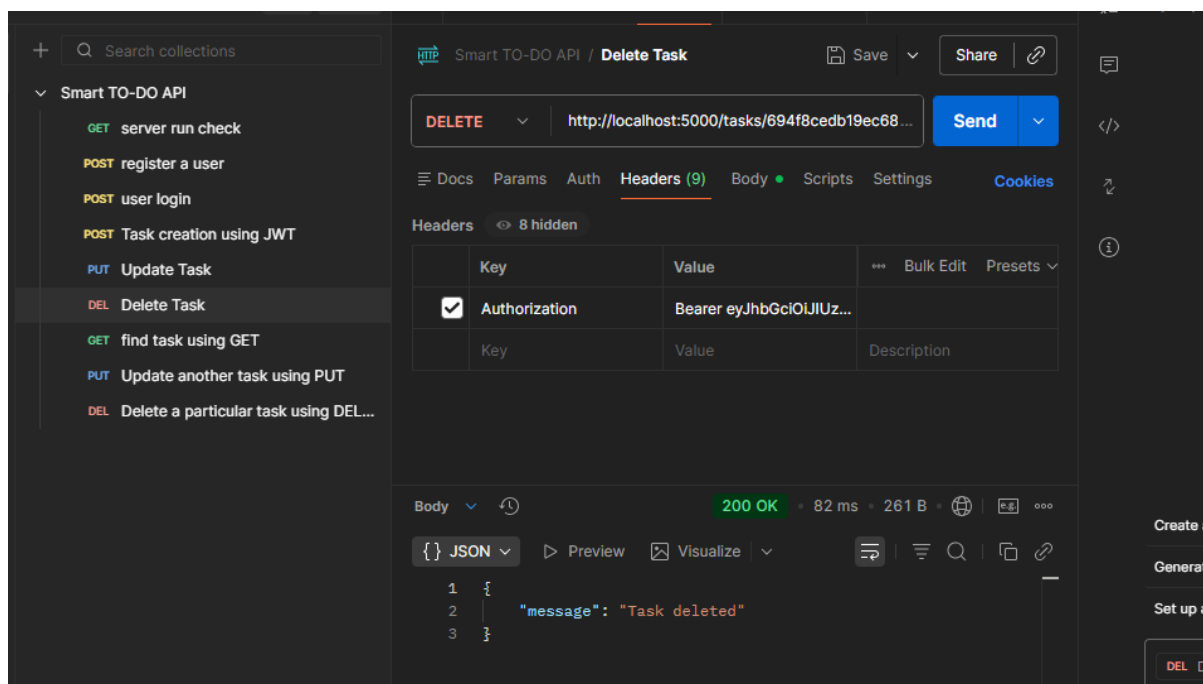 Search collections
Smart TO-DO API
GET server run check
POST register a user
POST user login
POST Task creation using JWT
PUT Update Task
DEL Delete Task
GET find task using GET
PUT Update another task using PUT
DEL Delete a particular task using DEL...
HTTP Smart TO-DO API / Delete Task Save Share
DELETE http://localhost:5000/tasks/694f8cedb19ec68... Send
Docs Params Auth Headers (9) Body Scripts Settings Cookies
Headers 8 hidden
Key Value Bulk Edit Presets
Authorization Bearer eyJhbGciOiJIUz...
Key Value Description
Body 200 OK 82 ms 261 B e.g.
{} JSON Preview Visualize
1 {
2 "message": "Task deleted"
3 }
Create
Genera
Set up
DEL